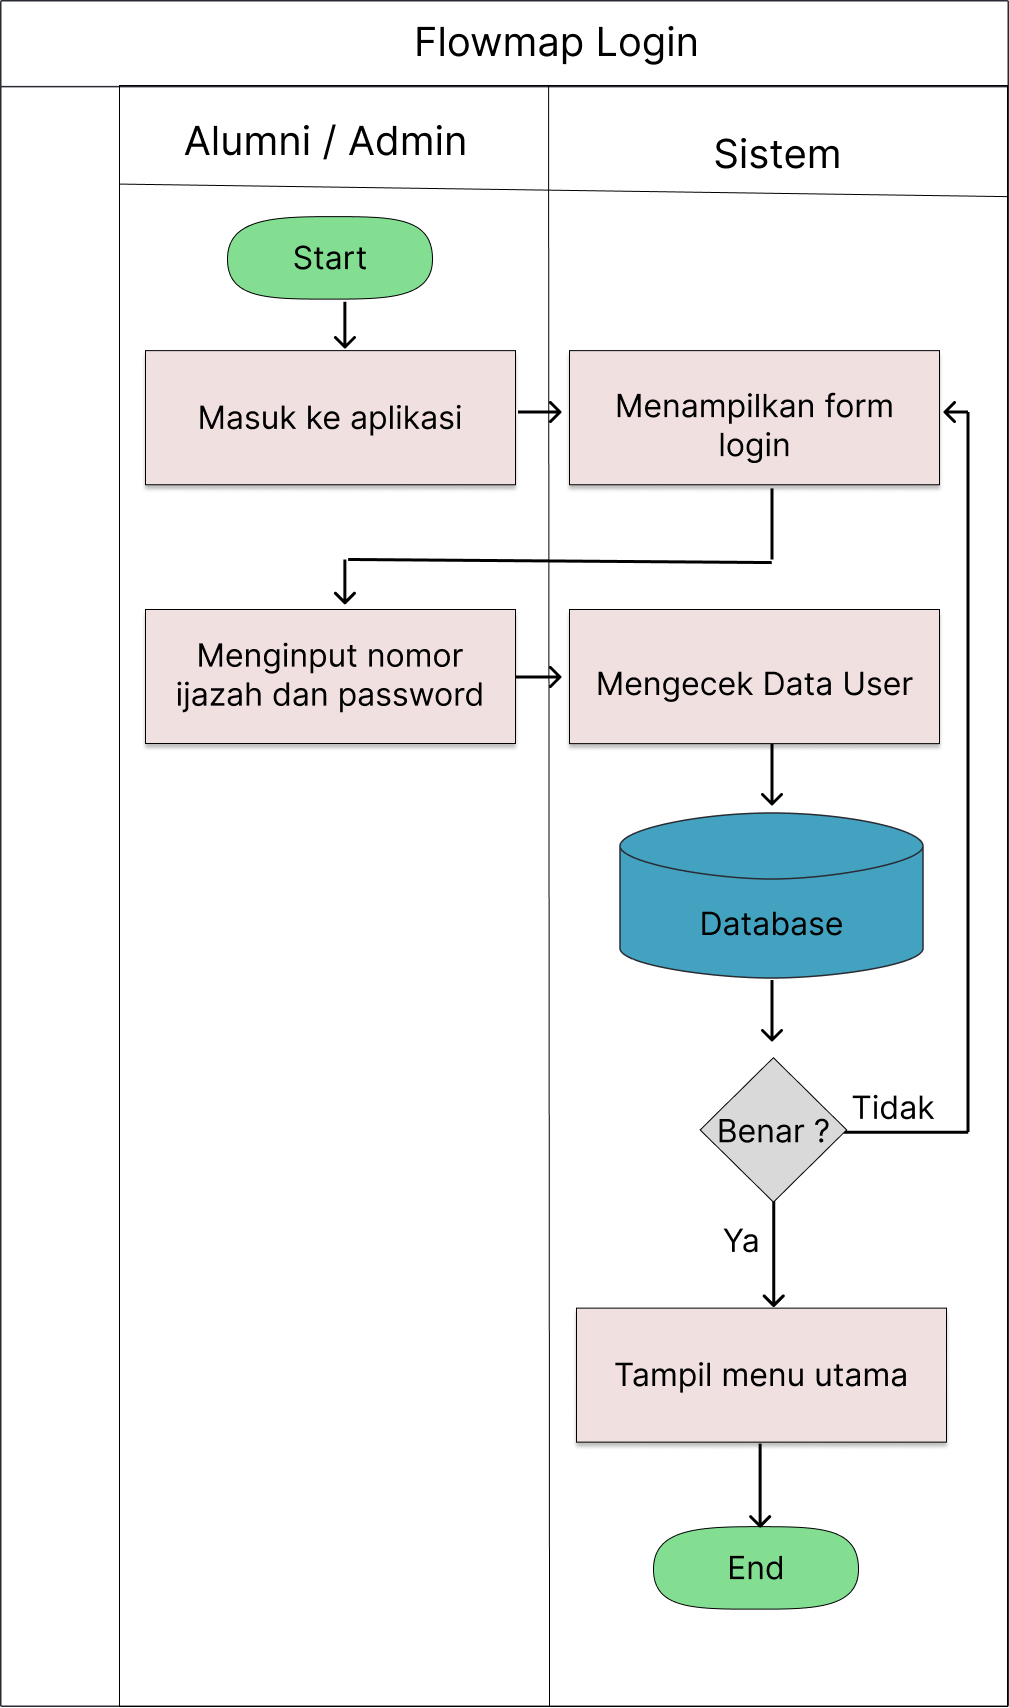 Flowmap Login
Alumni / Admin
Sistem
Start
Masuk ke aplikasi
Menampilkan form
login
Menginput nomor
ijazah dan password
Mengecek Data User
Database
Benar ?
Tidak
Ya
Tampil menu utama
End